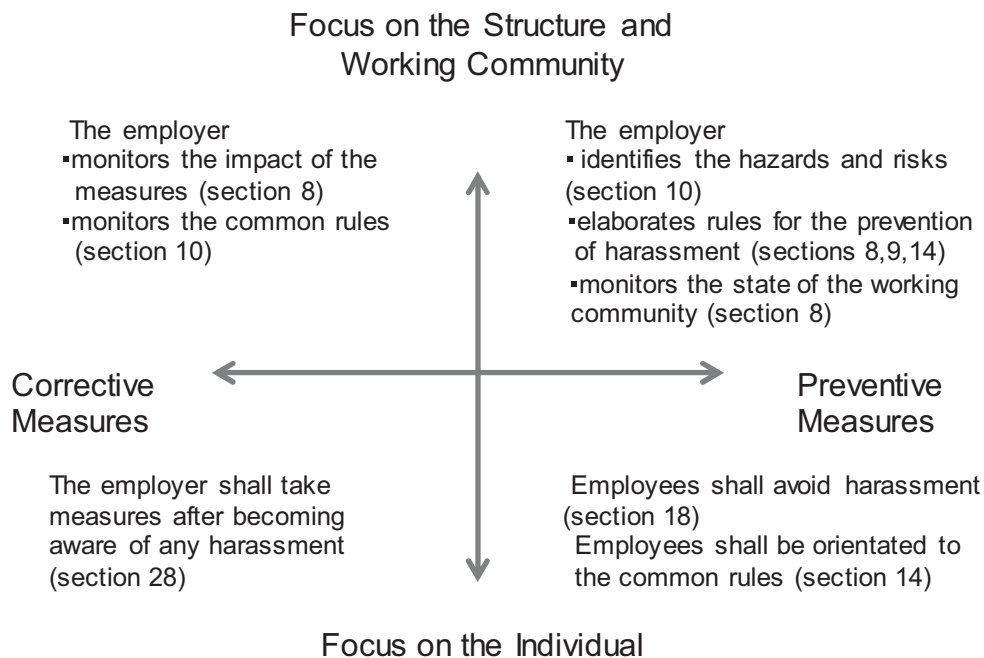 Focus on the Structure and
Working Community
The employer
▪monitors the impact of the
measures (section 8)
▪monitors the common rules
(section 10)
The employer
▪ identifies the hazards and risks
(section 10)
▪elaborates rules for the prevention
of harassment (sections 8,9,14)
▪monitors the state of the working
community (section 8)
Corrective
Measures
Preventive
Measures
The employer shall take
measures after becoming
aware of any harassment
(section 28)
Employees shall avoid harassment
(section 18)
Employees shall be orientated to
the common rules (section 14)
Focus on the Individual